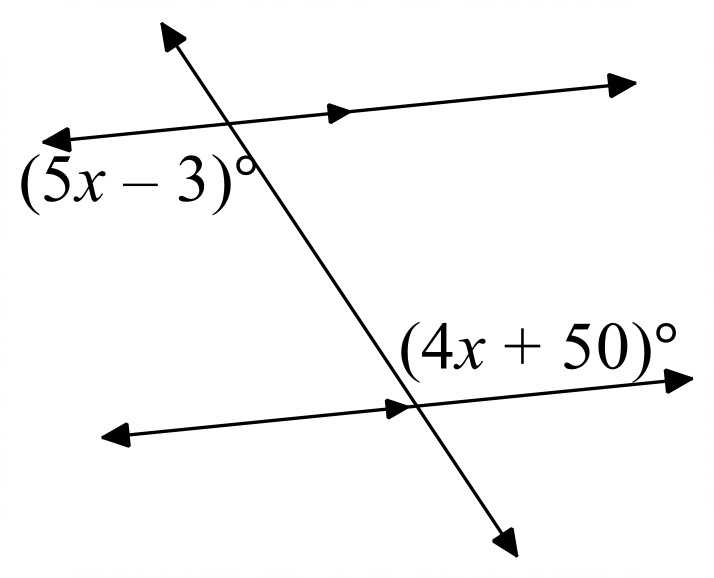 (5x – 3)°
(4x + 50)°